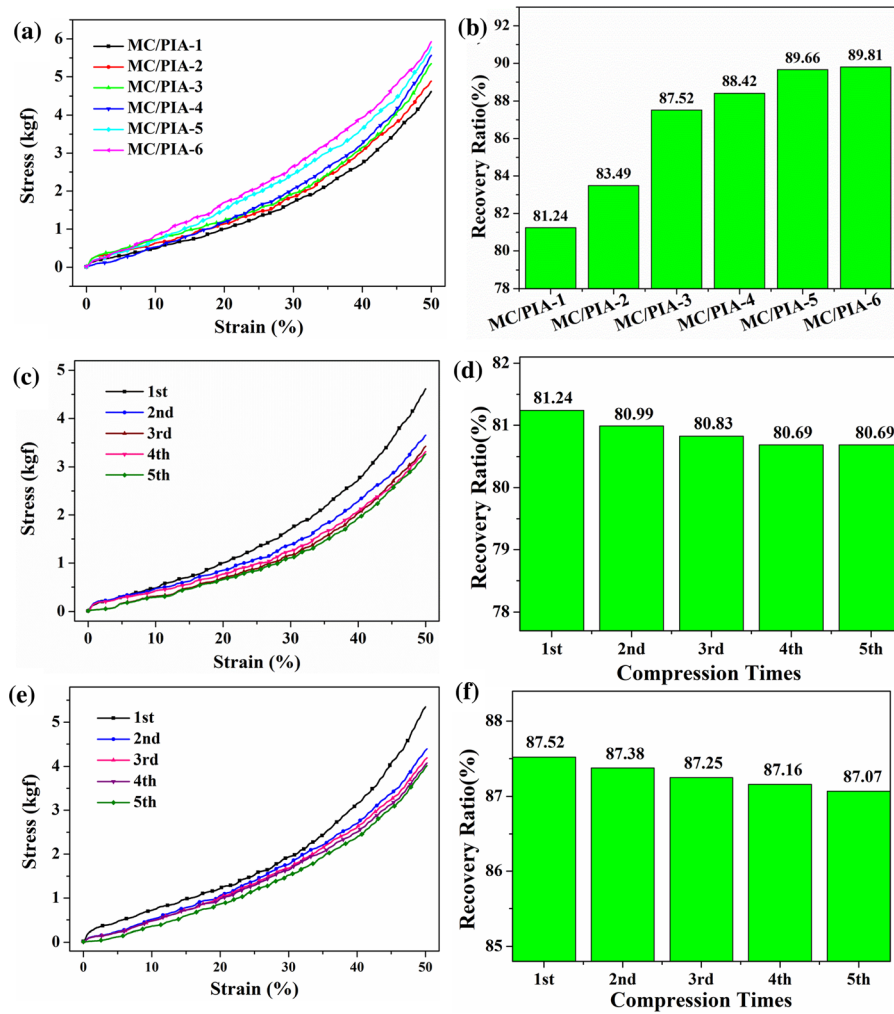 (a)
MC/PIA-1
MC/PIA-2
MC/PIA-3
MC/PIA-4
MC/PIA-5
MC/PIA-6
Stress (kgf)
6
5
4
3
2
1
0
0 10 20 30 40 50
Strain (%)
(b)
Recovery Ratio(%)
92
90
88
86
84
82
80
78
81.24
83.49
87.52
88.42
89.66
89.81
MC/PIA-1 MC/PIA-2 MC/PIA-3 MC/PIA-4 MC/PIA-5 MC/PIA-6
(c)
1st
2nd
3rd
4th
5th
Stress (kgf)
5
4
3
2
1
0
0 10 20 30 40 50
Strain (%)
(d)
Recovery Ratio(%)
82
81
80
79
78
81.24
80.99
80.83
80.69
80.69
1st 2nd 3rd 4th 5th
Compression Times
(e)
1st
2nd
3rd
4th
5th
Stress (kgf)
5
4
3
2
1
0
0 10 20 30 40 50
Strain (%)
(f)
Recovery Ratio(%)
88
87
86
85
87.52
87.38
87.25
87.16
87.07
1st 2nd 3rd 4th 5th
Compression Times